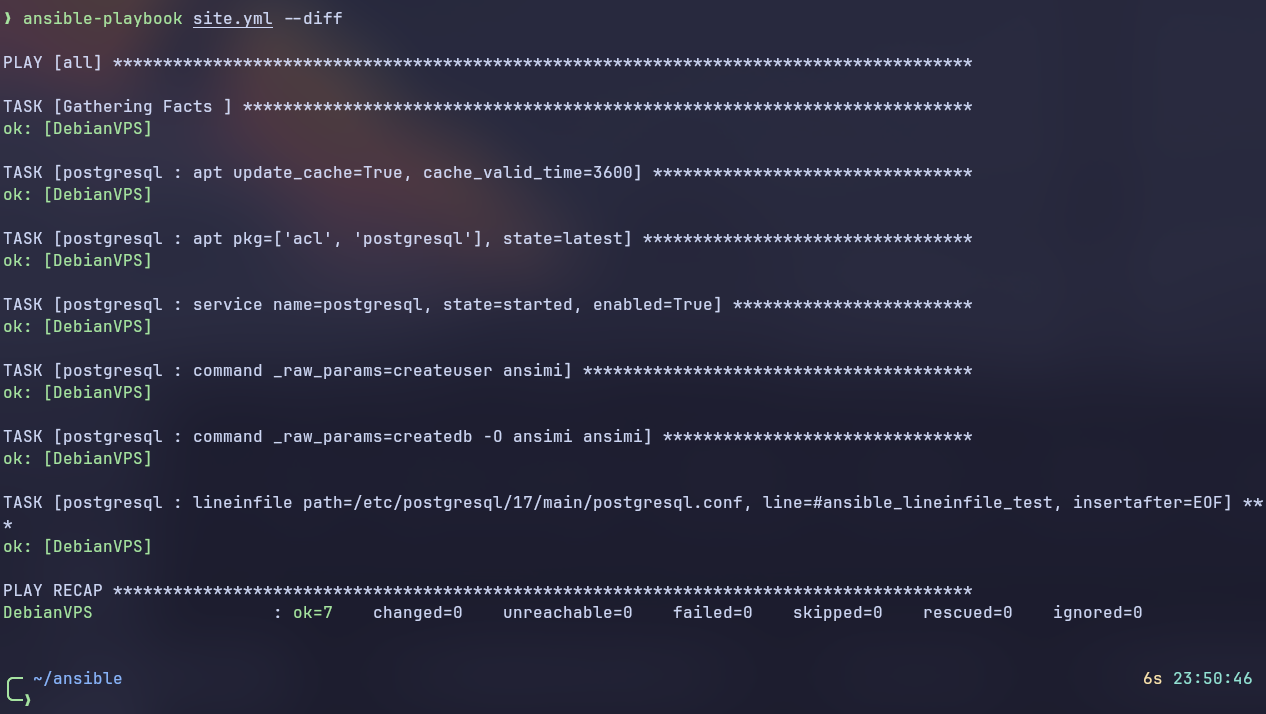 ❫ ansible-playbook site.yml --diff
PLAY [all] **************************************************************************************
TASK [Gathering Facts ] *************************************************************************
ok: [DebianVPS]
TASK [postgresql : apt update_cache=True, cache_valid_time=3600] ********************************
ok: [DebianVPS]
TASK [postgresql : apt pkg=['acl', 'postgresql'], state=latest] *********************************
ok: [DebianVPS]
TASK [postgresql : service name=postgresql, state=started, enabled=True] ************************
ok: [DebianVPS]
TASK [postgresql : command _raw_params=createuser ansimi] ***************************************
ok: [DebianVPS]
TASK [postgresql : command _raw_params=createdb -O ansimi ansimi] *******************************
ok: [DebianVPS]
TASK [postgresql : lineinfile path=/etc/postgresql/17/main/postgresql.conf, line=#ansible_lineinfile_test, insertafter=EOF] **
*
ok: [DebianVPS]
PLAY RECAP **************************************************************************************
DebianVPS                  : ok=7    changed=0    unreachable=0    failed=0    skipped=0    rescued=0    ignored=0
~/ansible 6s 23:50:46